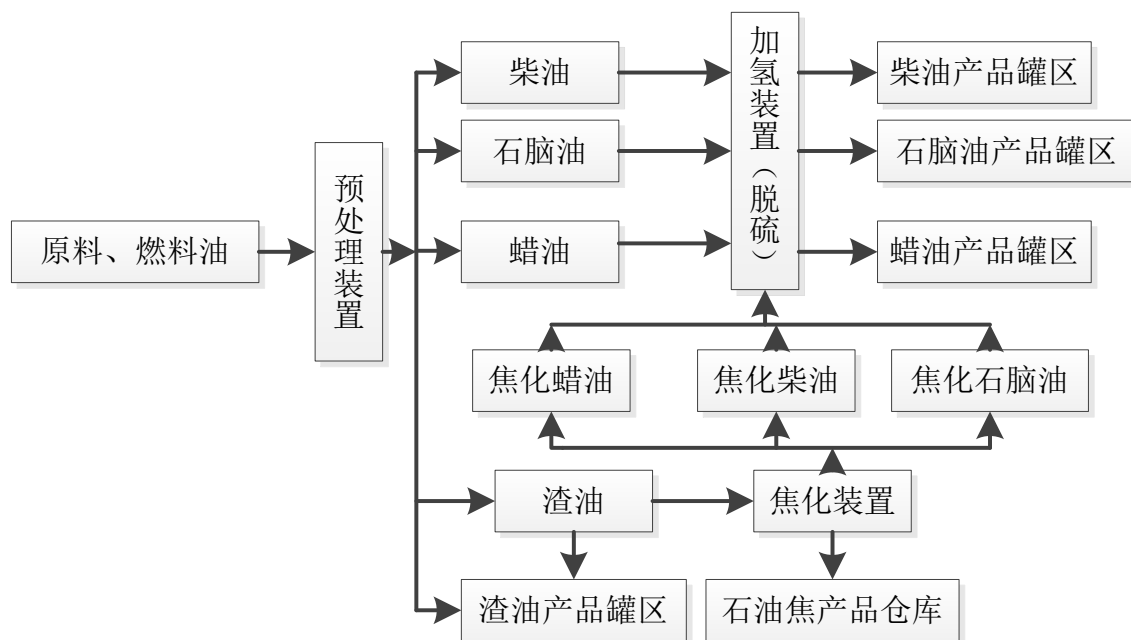 柴油
柴油产品罐区
石脑油
石脑油产品罐区
加氢装置（脱硫）
预处理装置
原料、燃料油
蜡油
蜡油产品罐区
焦化蜡油
焦化柴油
焦化石脑油
渣油
焦化装置
渣油产品罐区
石油焦产品仓库